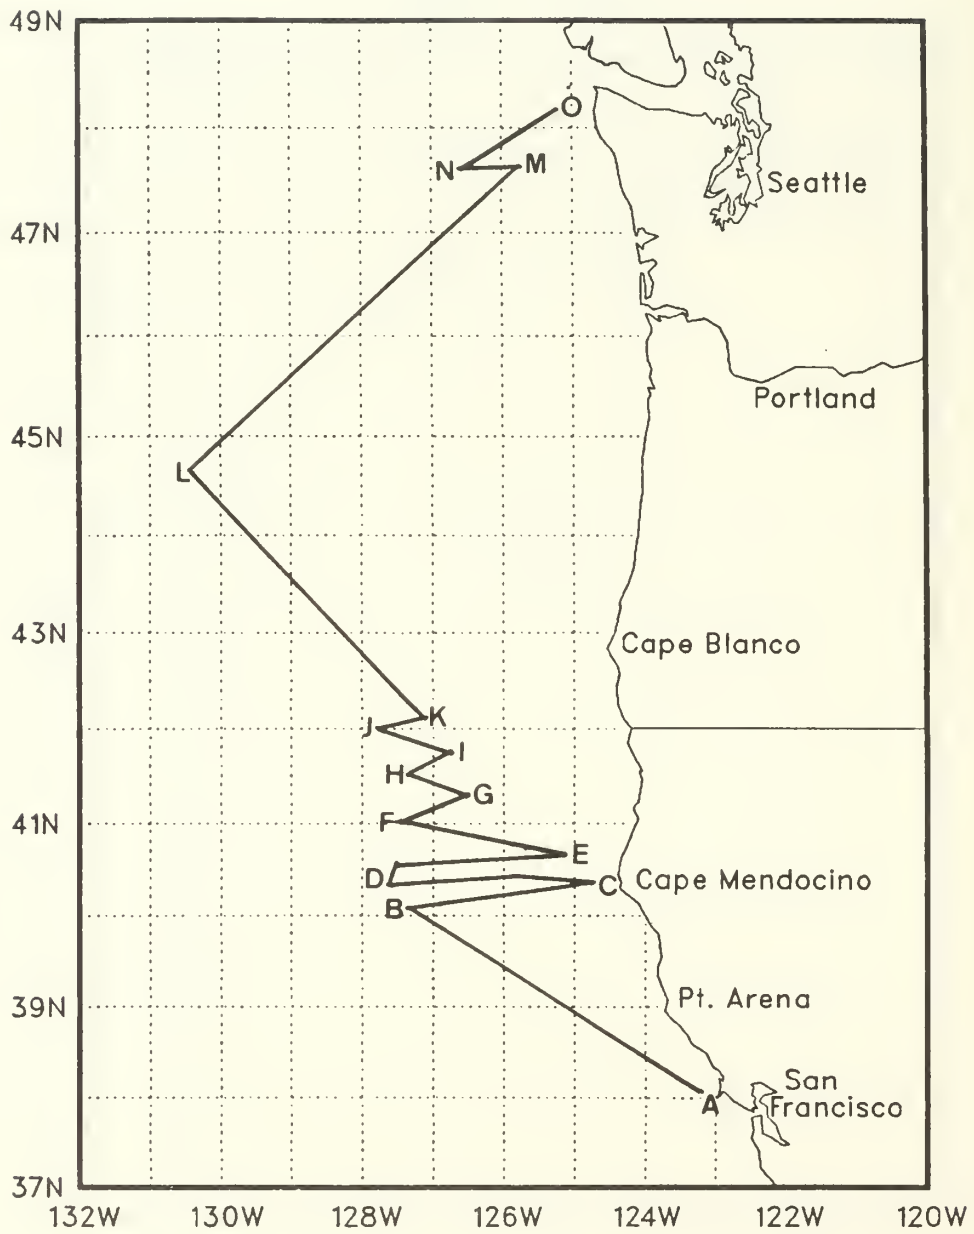 49N
O
N
M
Seattle
47N
Portland
45N
L
43N
Cape Blanco
K
J
I
H
G
41N
F
E
D
C
Cape Mendocino
B
39N
Pt. Arena
San
Francisco
A
37N
132W 130W 128W 126W 124W 122W 120W